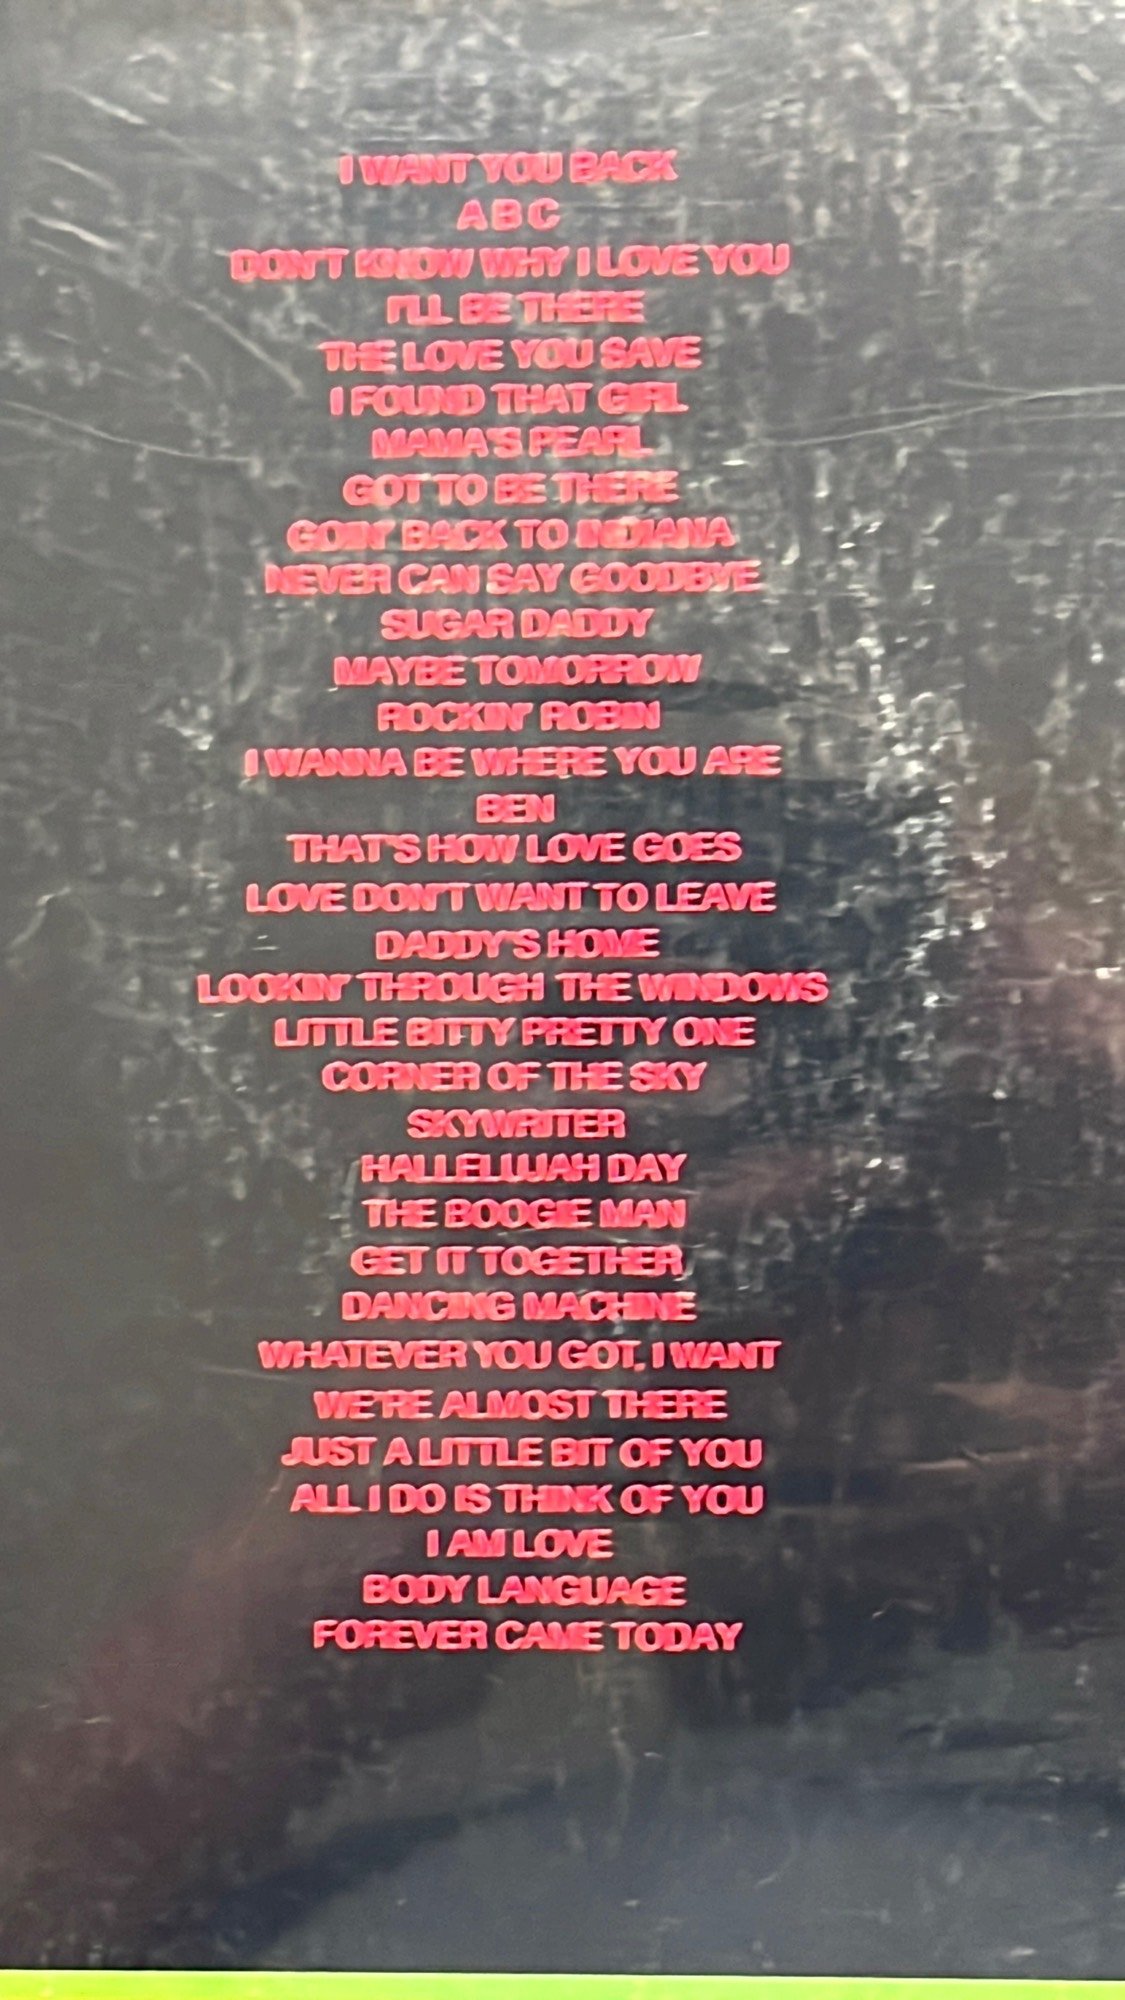 I WANT YOU BACK
A B C
DON'T KNOW WHY I LOVE YOU
I'LL BE THERE
THE LOVE YOU SAVE
I FOUND THAT GIRL
MAMA'S PEARL
GOT TO BE THERE
GOIN' BACK TO INDIANA
NEVER CAN SAY GOODBYE
SUGAR DADDY
MAYBE TOMORROW
ROCKIN' ROBIN
I WANNA BE WHERE YOU ARE
BEN
THAT'S HOW LOVE GOES
LOVE DON'T WANT TO LEAVE
DADDY'S HOME
LOOKIN' THROUGH THE WINDOWS
LITTLE BITTY PRETTY ONE
CORNER OF THE SKY
SKYWRITER
HALLELUJAH DAY
THE BOOGIE MAN
GET IT TOGETHER
DANCING MACHINE
WHATEVER YOU GOT, I WANT
WE'RE ALMOST THERE
JUST A LITTLE BIT OF YOU
ALL I DO IS THINK OF YOU
I AM LOVE
BODY LANGUAGE
FOREVER CAME TODAY